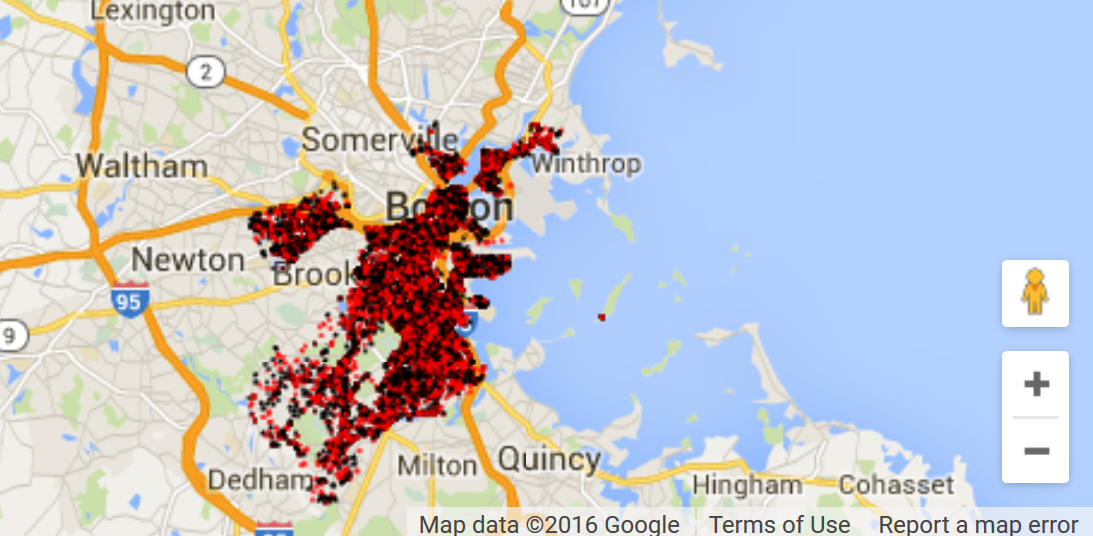 Lexington
107
2
Somerville
Waltham
Winthrop
Boston
Newton
Brook
95
9
Quincy
Milton
Dedham
Hingham
Cohasset
Map data ©2016 Google
Terms of Use
Report a map error